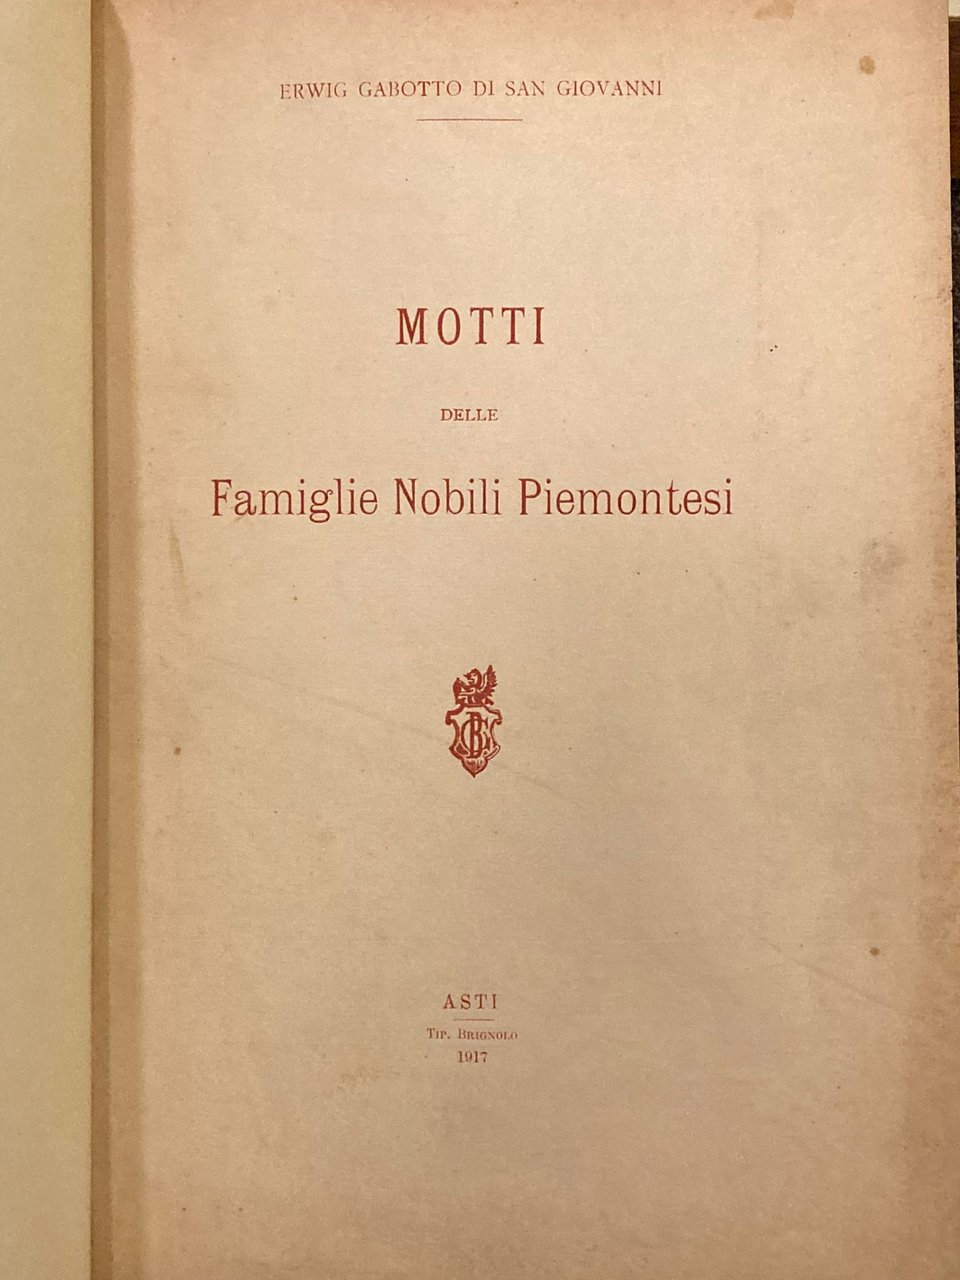 ERWIG GABOTTO DI SAN GIOVANNI
MOTTI
DELLE
Famiglie Nobili Piemontesi
ASTI
TIP. BRIGNOLO
1917